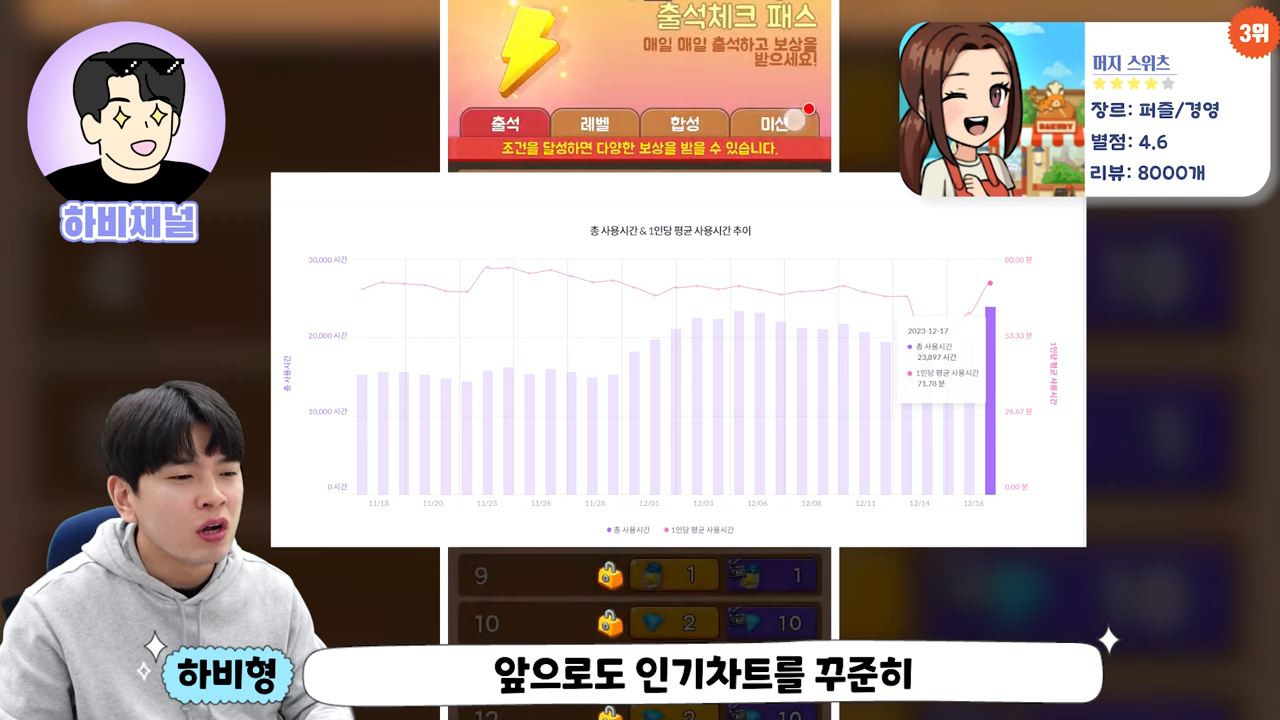 하비채널
출석체크 패스
매일 매일 출석하고 보상을
받으세요!
출석
레벨
합성
미션
조건을 달성하면 다양한 보상을 받을 수 있습니다.
3위
머지 스위츠
BAKERY
장르: 퍼즐/경영
별점: 4.6
리뷰: 8000개
총 사용시간 & 1인당 평균 사용시간 추이
30,000 시간
20,000 시간
10,000 시간
0 시간
총 사용시간
80.00 분
53.33 분
26.67 분
0.00 분
1인당 평균 사용시간
2023-12-17
총 사용시간
23,897 시간
1인당 평균 사용시간
71.78 분
11/18 11/20 11/23 11/26 11/28 12/01 12/03 12/06 12/08 12/11 12/14 12/16
총 사용시간 1인당 평균 사용시간
9 1 1
10 2 10
하비형
앞으로도 인기차트를 꾸준히
12 2 10